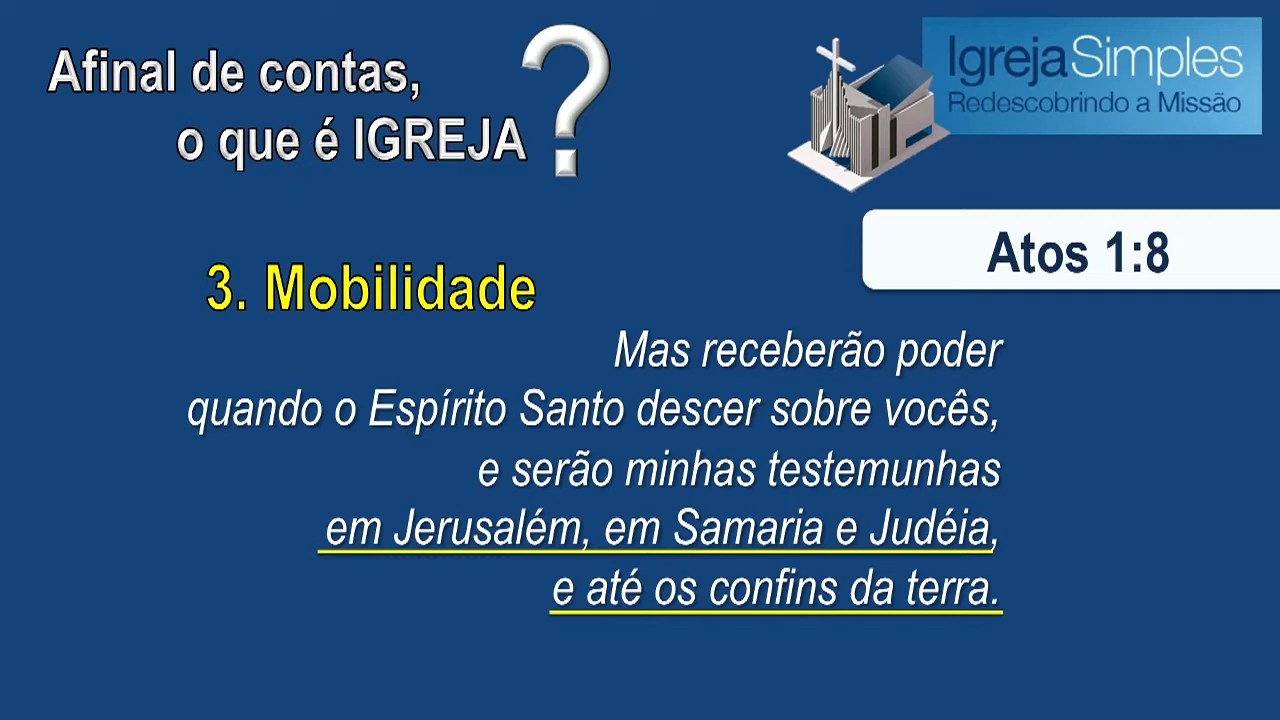 Afinal de contas,
o que é IGREJA?
IgrejaSimples
Redescobrindo a Missão
Atos 1:8
3. Mobilidade
Mas receberão poder
quando o Espírito Santo descer sobre vocês,
e serão minhas testemunhas
em Jerusalém, em Samaria e Judéia,
e até os confins da terra.